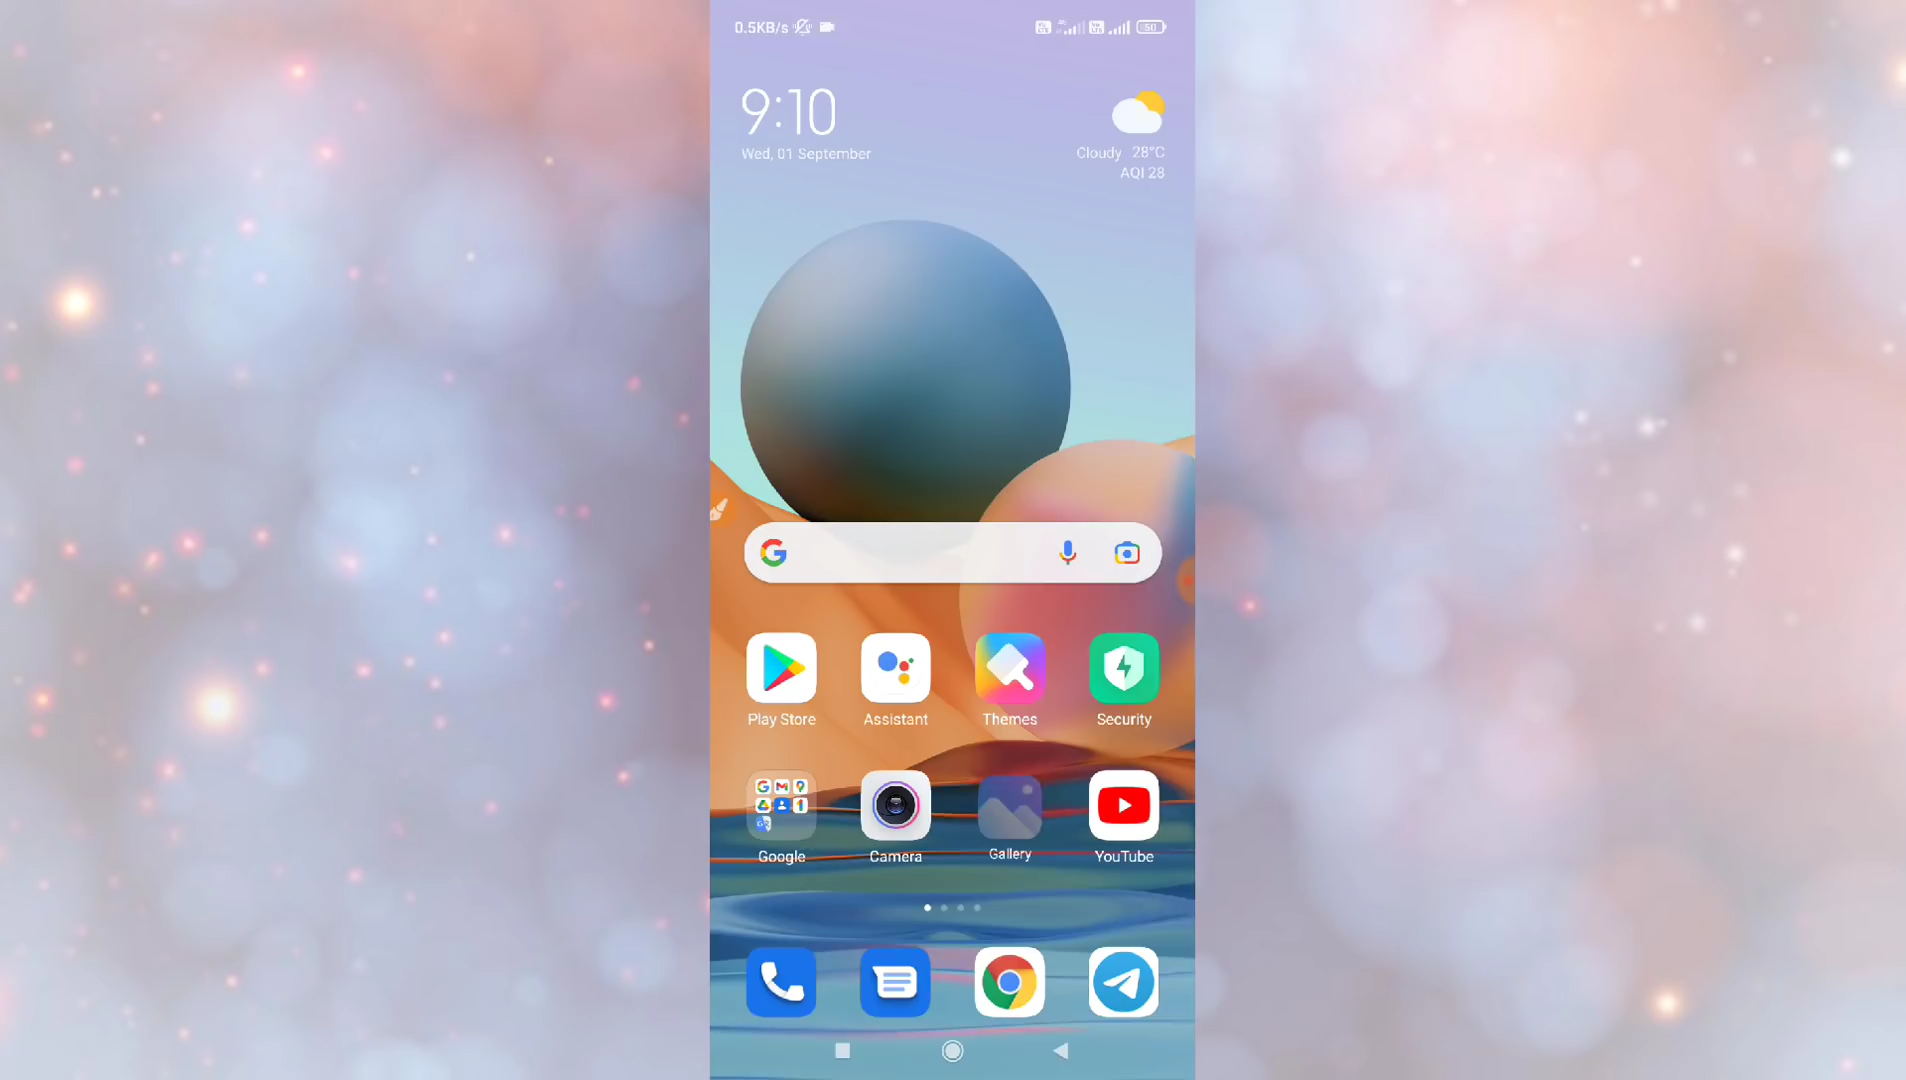 0.5KB/s 50
9:10
Wed, 01 September
Cloudy 28°C
AQI 28
Play Store Assistant Themes Security
Google Camera Gallery YouTube